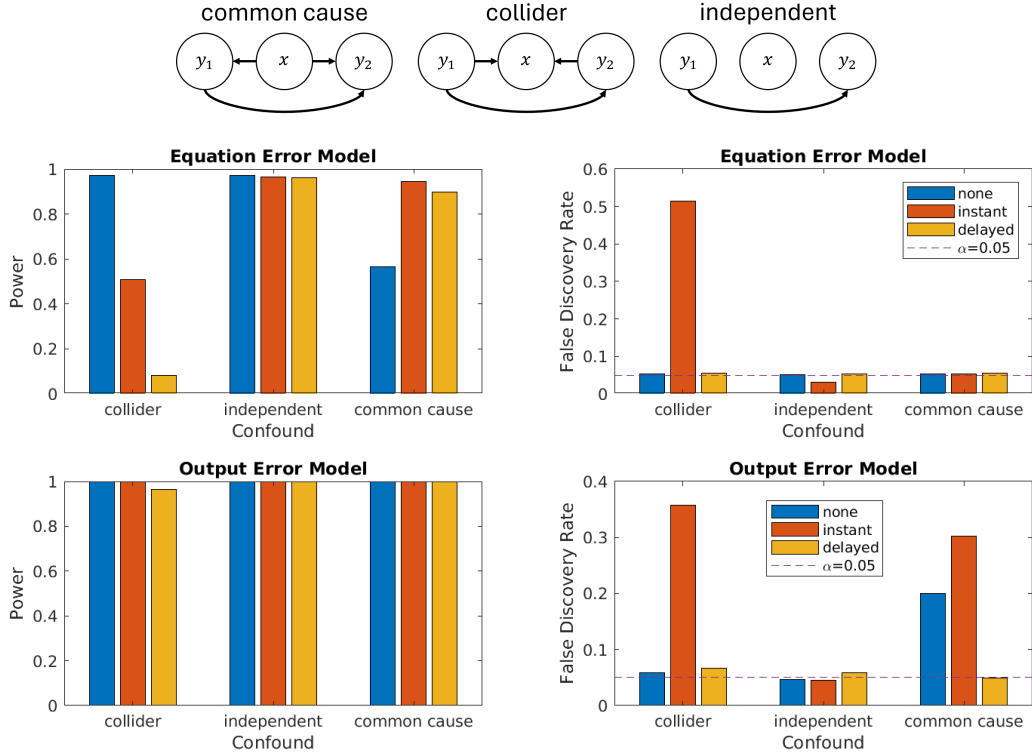 common cause collider independent
y₁ x y₂ y₁ x y₂ y₁ x y₂
Equation Error Model
1
0.8
0.6
0.4
0.2
0
Power
collider independent common cause
Confound
Equation Error Model
0.6
0.5
0.4
0.3
0.2
0.1
0
False Discovery Rate
none
instant
delayed
α=0.05
collider independent common cause
Confound
Output Error Model
1
0.8
0.6
0.4
0.2
0
Power
collider independent common cause
Confound
Output Error Model
0.4
0.3
0.2
0.1
0
False Discovery Rate
none
instant
delayed
α=0.05
collider independent common cause
Confound